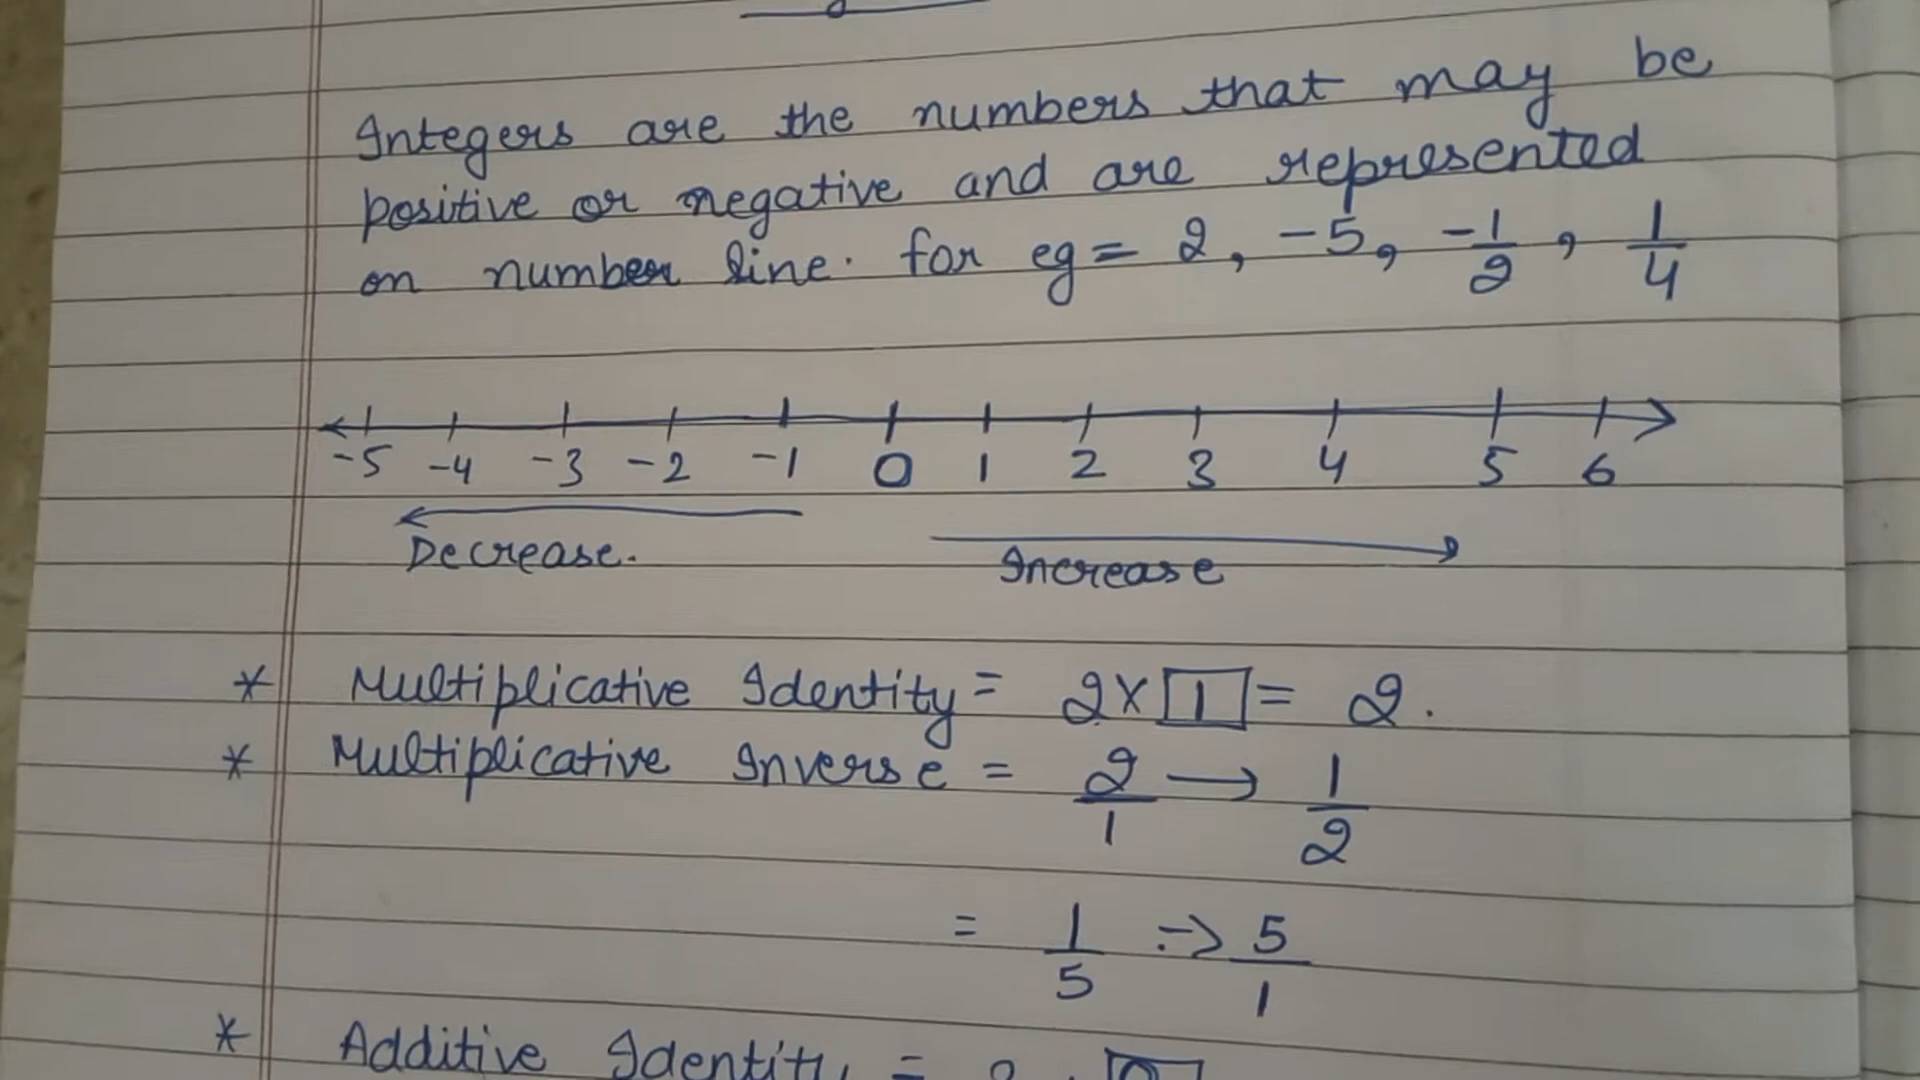 Integers are the numbers that may be
positive or negative and are represented
on number line. for eg = 2, -5, -1/2, 1/4
-5 -4 -3 -2 -1 0 1 2 3 4 5 6
Decrease. Increase
* Multiplicative Identity = 2 × 1 = 2.
* Multiplicative Inverse = 2/1 → 1/2
= 1/5 → 5/1
* Additive Identity =